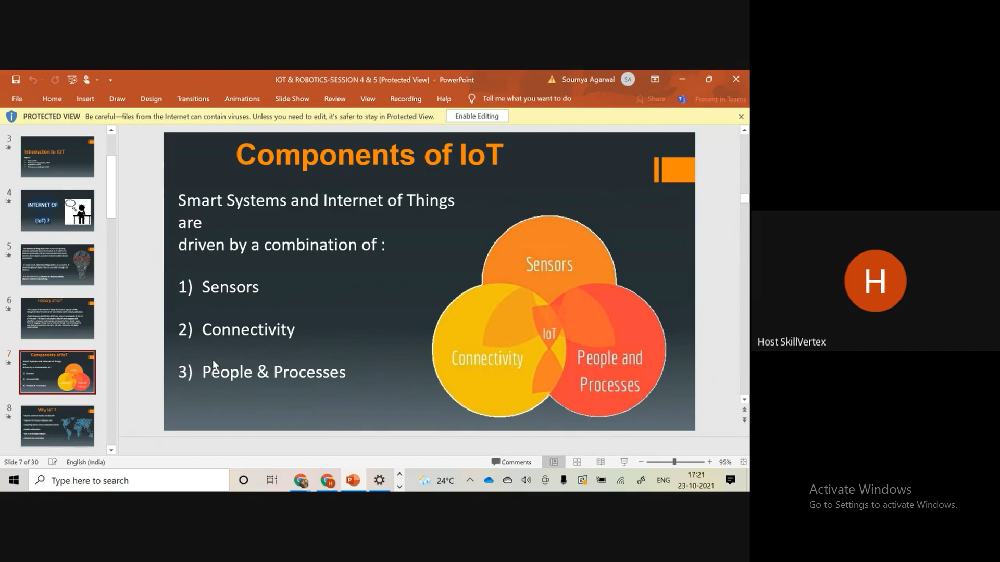 IOT & ROBOTICS-SESSION 4 & 5 [Protected View] - PowerPoint
Soumya Agarwal
SA
File Home Insert Draw Design Transitions Animations Slide Show Review View Recording Help Tell me what you want to do
Share
Present in Teams
PROTECTED VIEW Be careful—files from the Internet can contain viruses. Unless you need to edit, it's safer to stay in Protected View.
Enable Editing
3
Introduction to IOT
4
INTERNET OF
(IoT) ?
5
6
History of IoT
7
Components of IoT
8
Why IoT ?
Components of IoT
Smart Systems and Internet of Things
are
driven by a combination of :
1) Sensors
2) Connectivity
3) People & Processes
Sensors
IoT
Connectivity
People and
Processes
H
Host SkillVertex
Slide 7 of 30
English (India)
Comments
95%
Type here to search
24°C
ENG
17:21
23-10-2021
Activate Windows
Go to Settings to activate Windows.